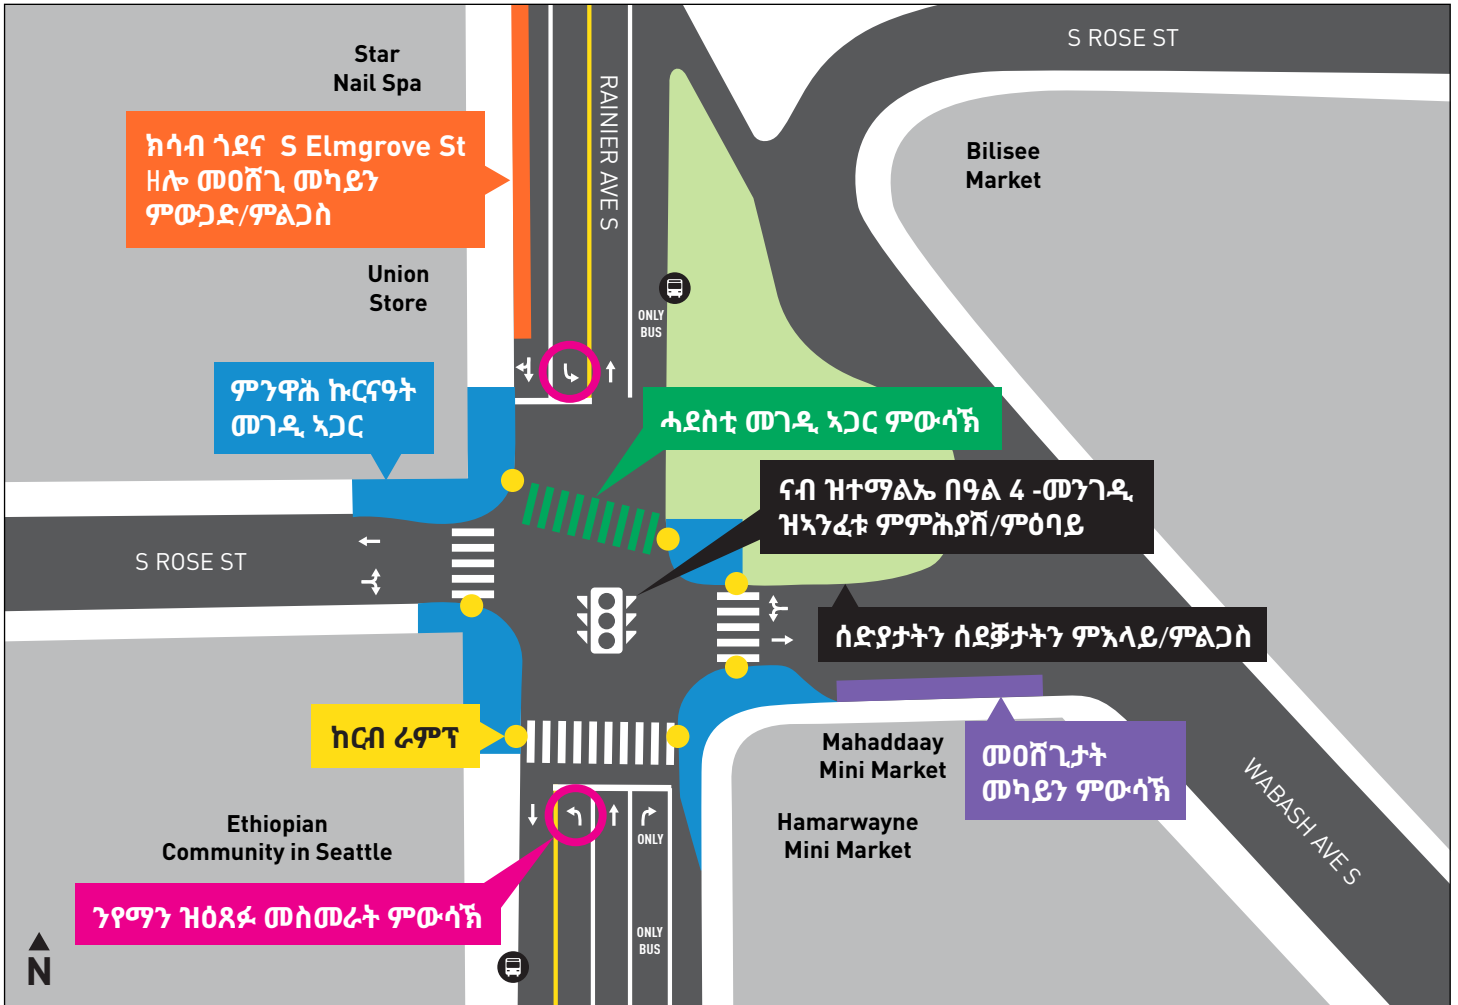 S ROSE ST
Star
Nail Spa
RAINIER AVE S
ክሳብ ጎደና S Elmgrove St
ዘሎ መዐሸጊ መካይን
ምውጋድ/ምልጋስ
Bilisee
Market
Union
Store
ONLY
BUS
ምንዋሕ ኩርናዓት
መገዲ ኣጋር
ሓደስቲ መገዲ ኣጋር ምውሳኽ
ናብ ዝተማልኤ በዓል 4 -መንገዲ
ዝኣንፈቱ ምምሕያሽ/ምዕባይ
S ROSE ST
ሰድያታትን ሰደቓታትን ምእላይ/ምልጋስ
ከርብ ራምፕ
Mahaddaay
Mini Market
መዐሸጊታት
መካይን ምውሳኽ
WABASH AVE S
Ethiopian
Community in Seattle
ONLY
Hamarwayne
Mini Market
ንየማን ዝዕጸፉ መስመራት ምውሳኽ
ONLY
BUS
N